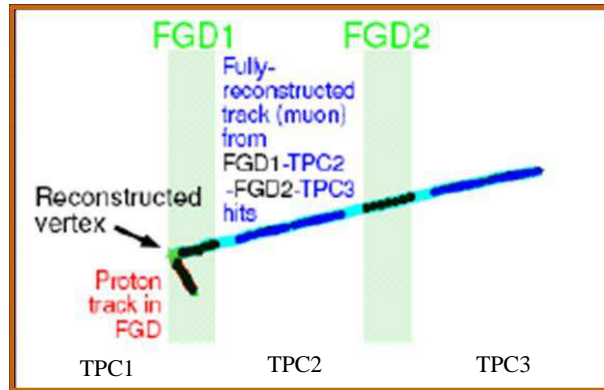 FGD1
FGD2
Fully-
reconstructed
track (muon)
from
FGD1-TPC2
-FGD2-TPC3
hits
Reconstructed
vertex
Proton
track in
FGD
TPC1
TPC2
TPC3